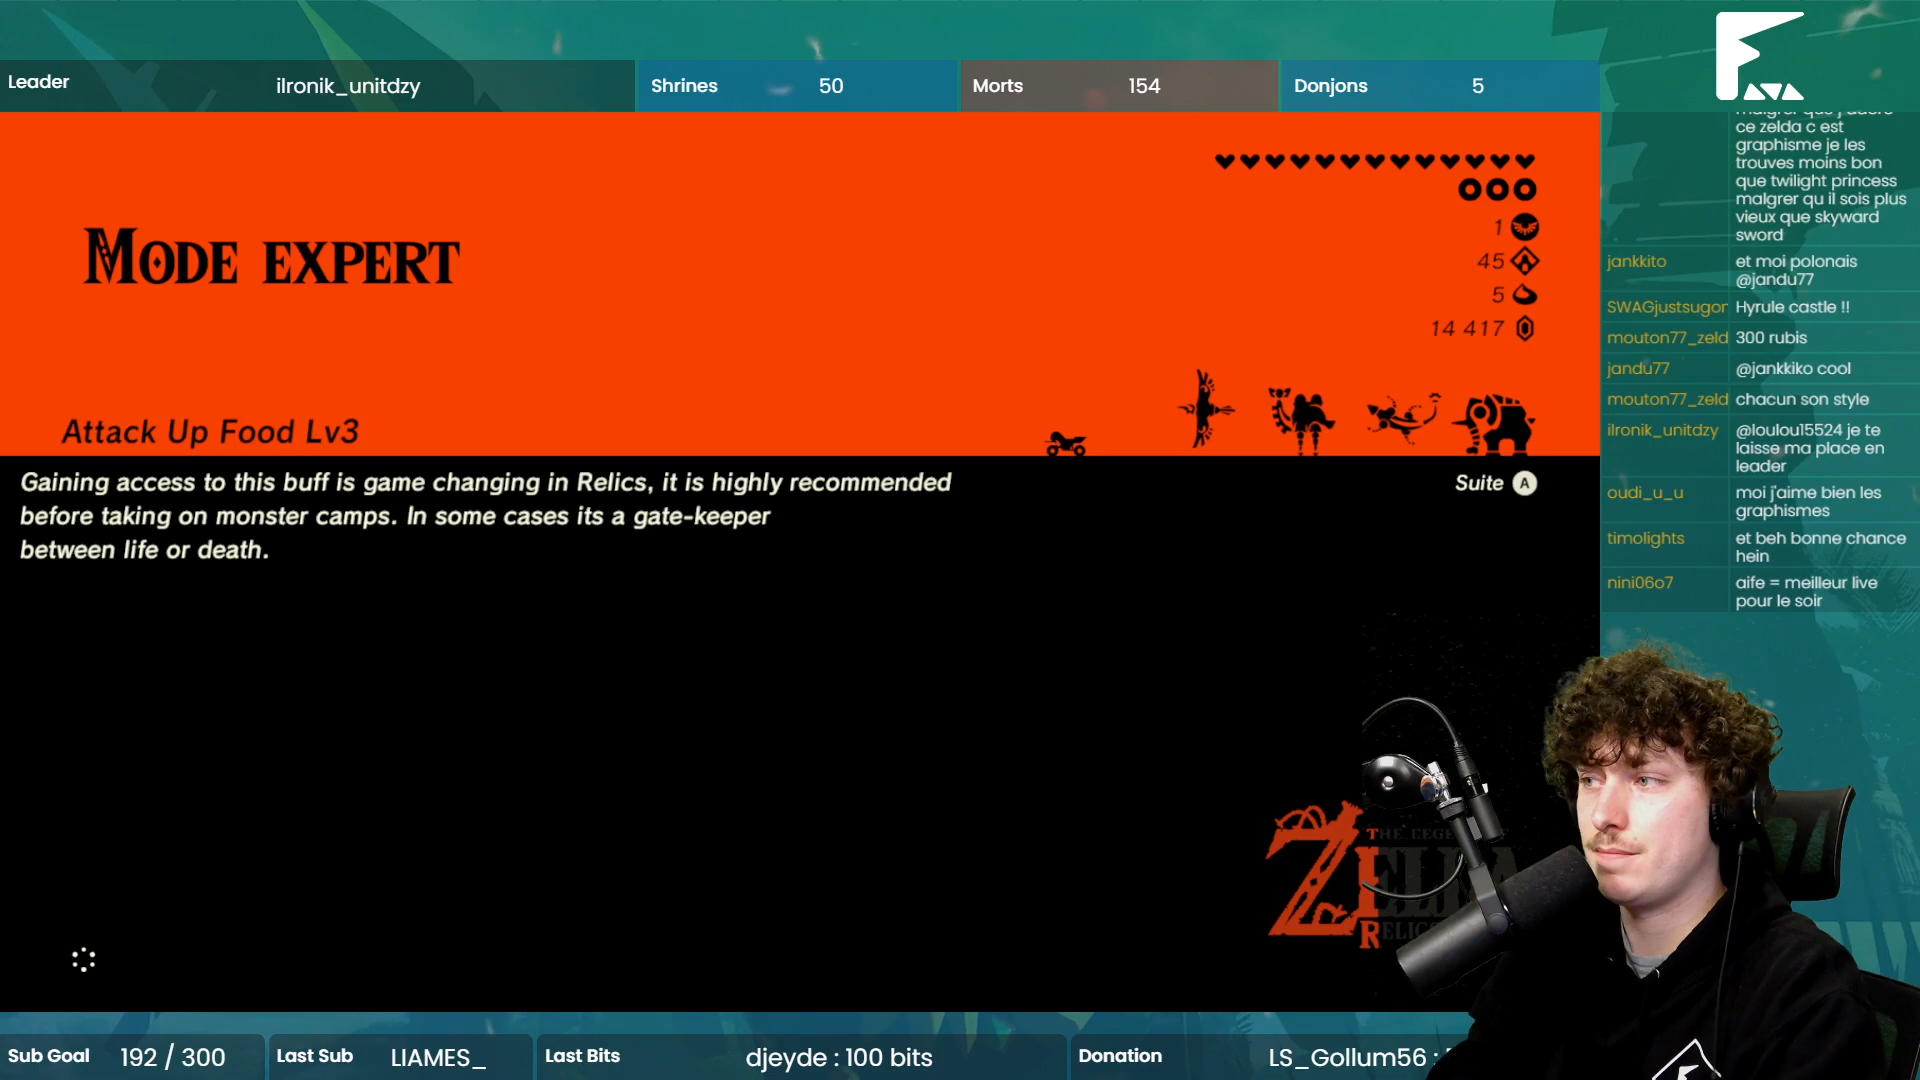 Leader ilronik_unitdzy Shrines 50 Morts 154 Donjons 5
MODE EXPERT
1
45
5
14 417
Attack Up Food Lv3
Gaining access to this buff is game changing in Relics, it is highly recommended
before taking on monster camps. In some cases its a gate-keeper
between life or death.
Suite A
ce zelda c est
graphisme je les
trouves moins bon
que twilight princess
malgrer qu il sois plus
vieux que skyward
sword
jankkito et moi polonais
@jandu77
SWAGjustsugor Hyrule castle !!
mouton77_zeld 300 rubis
jandu77 @jankkiko cool
mouton77_zeld chacun son style
ilronik_unitdzy @loulou15524 je te
laisse ma place en
leader
oudi_u_u moi j'aime bien les
graphismes
timolights et beh bonne chance
hein
nini06o7 aife = meilleur live
pour le soir
THE LEGEND OF
ZELDA
RELICS
Sub Goal 192 / 300 Last Sub LIAMES_ Last Bits djeyde : 100 bits Donation LS_Gollum56 :